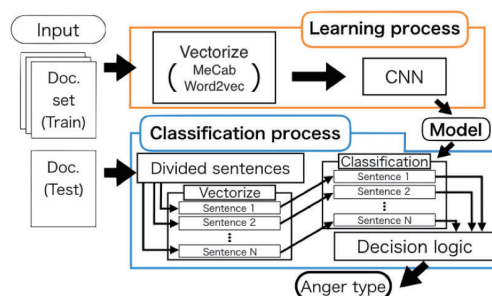 Input
Doc.
set
(Train)
Doc.
(Test)
Learning process
Vectorize
MeCab
Word2vec
CNN
Model
Classification process
Divided sentences
Vectorize
Sentence 1
Sentence 2
⋮
Sentence N
Classification
Sentence 1
Sentence 2
⋮
Sentence N
Decision logic
Anger type